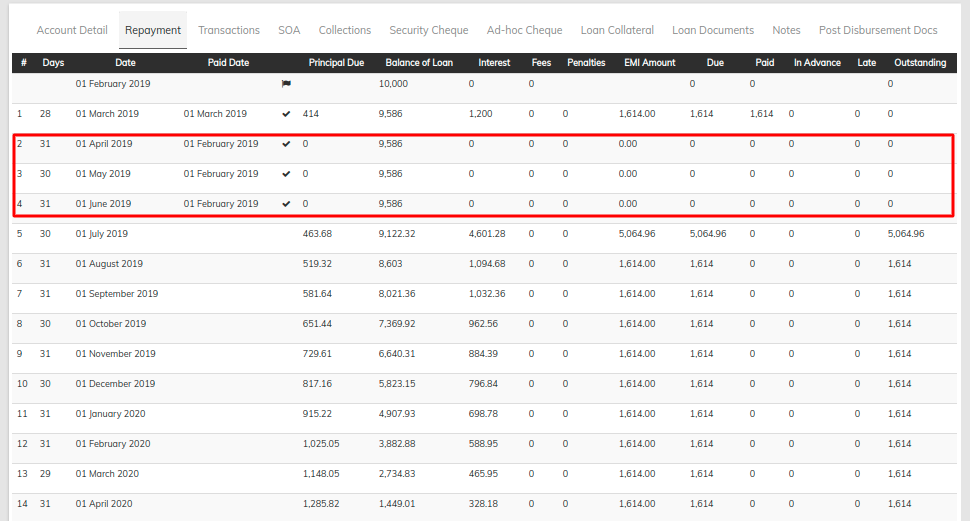 Account Detail Repayment Transactions SOA Collections Security Cheque Ad-hoc Cheque Loan Collateral Loan Documents Notes Post Disbursement Docs
# Days Date Paid Date Principal Due Balance of Loan Interest Fees Penalties EMI Amount Due Paid In Advance Late Outstanding
01 February 2019 10,000 0 0 0 0 0
1 28 01 March 2019 01 March 2019 ✔ 414 9,586 1,200 0 0 1,614.00 1,614 1,614 0 0 0
2 31 01 April 2019 01 February 2019 ✔ 0 9,586 0 0 0 0.00 0 0 0 0 0
3 30 01 May 2019 01 February 2019 ✔ 0 9,586 0 0 0 0.00 0 0 0 0 0
4 31 01 June 2019 01 February 2019 ✔ 0 9,586 0 0 0 0.00 0 0 0 0 0
5 30 01 July 2019 463.68 9,122.32 4,601.28 0 0 5,064.96 5,064.96 0 0 5,064.96
6 31 01 August 2019 519.32 8,603 1,094.68 0 0 1,614.00 1,614 0 0 1,614
7 31 01 September 2019 581.64 8,021.36 1,032.36 0 0 1,614.00 1,614 0 0 1,614
8 30 01 October 2019 651.44 7,369.92 962.56 0 0 1,614.00 1,614 0 0 1,614
9 31 01 November 2019 729.61 6,640.31 884.39 0 0 1,614.00 1,614 0 0 1,614
10 30 01 December 2019 817.16 5,823.15 796.84 0 0 1,614.00 1,614 0 0 1,614
11 31 01 January 2020 915.22 4,907.93 698.78 0 0 1,614.00 1,614 0 0 1,614
12 31 01 February 2020 1,025.05 3,882.88 588.95 0 0 1,614.00 1,614 0 0 1,614
13 29 01 March 2020 1,148.05 2,734.83 465.95 0 0 1,614.00 1,614 0 0 1,614
14 31 01 April 2020 1,285.82 1,449.01 328.18 0 0 1,614.00 1,614 0 0 1,614